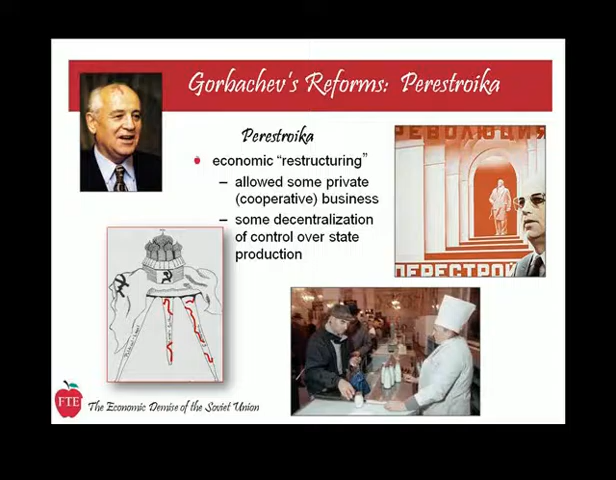 Gorbachev's Reforms: Perestroika
Perestroika
economic "restructuring"
– allowed some private
(cooperative) business
– some decentralization
of control over state
production
РЕВОЛЮЦИЯ
ПЕРЕСТРОЙ
FTE
The Economic Demise of the Soviet Union